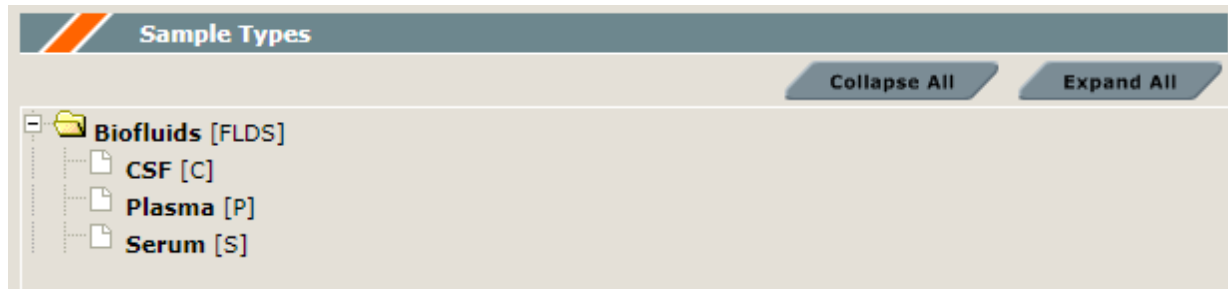 Sample Types
Collapse All Expand All
Biofluids [FLDS]
CSF [C]
Plasma [P]
Serum [S]